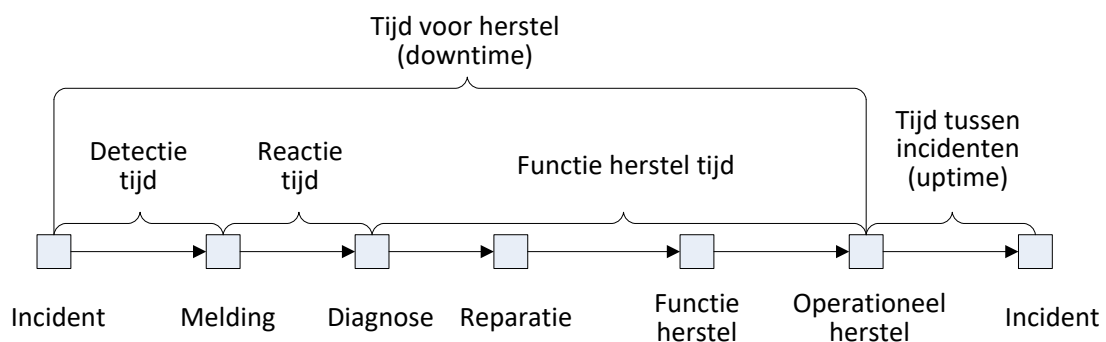 Tijd voor herstel
(downtime)
Detectie
tijd
Reactie
tijd
Functie herstel tijd
Tijd tussen
incidenten
(uptime)
Incident
Melding
Diagnose
Reparatie
Functie
herstel
Operationeel
herstel
Incident